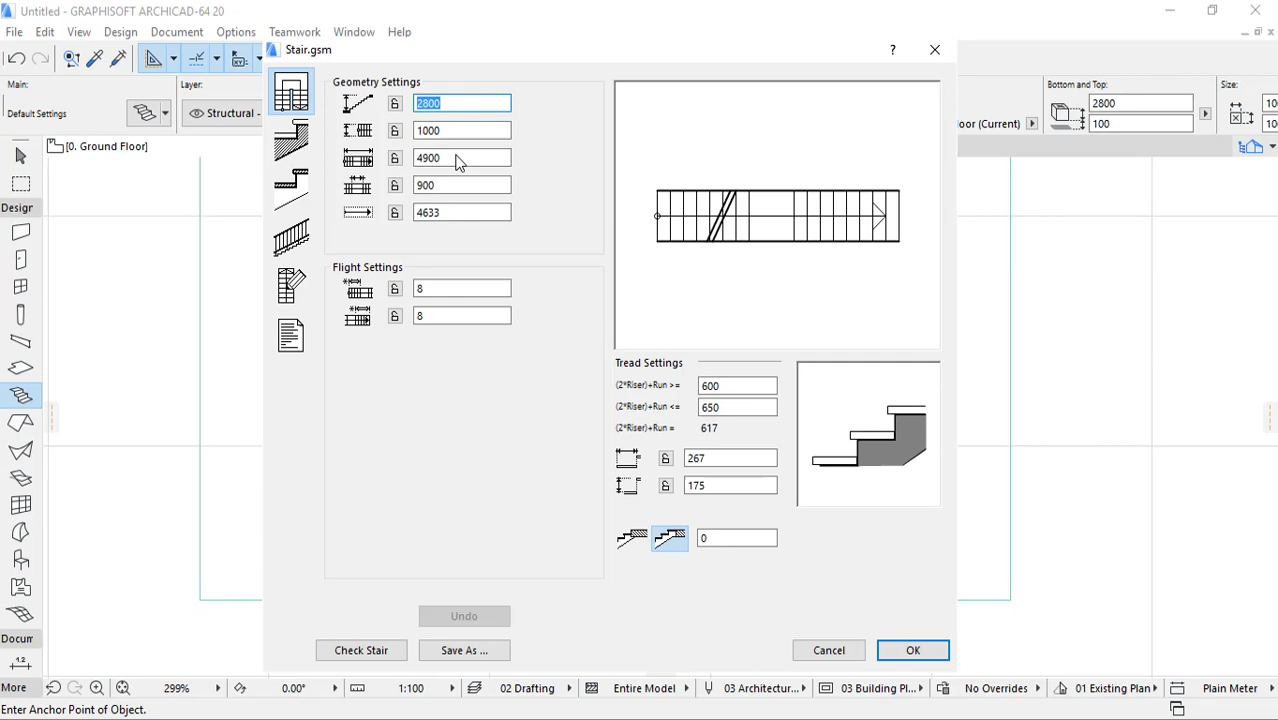 Untitled - GRAPHISOFT ARCHICAD-64 20
File Edit View Design Document Options Teamwork Window Help
Stair.gsm
?
Main:
Default Settings
Layer:
Structural -
Bottom and Top:
2800
100
oor (Current)
Size:
10
10
[0. Ground Floor]
Desigr
Docum
1.2
More
Geometry Settings
2800
1000
4900
900
4633
Flight Settings
8
8
Tread Settings
(2*Riser)+Run >= 600
(2*Riser)+Run <= 650
(2*Riser)+Run = 617
267
175
0
Undo
Check Stair
Save As ...
Cancel
OK
299% 0.00° 1:100 02 Drafting Entire Model 03 Architectur... 03 Building Pl... No Overrides 01 Existing Plan Plain Meter
Enter Anchor Point of Object.